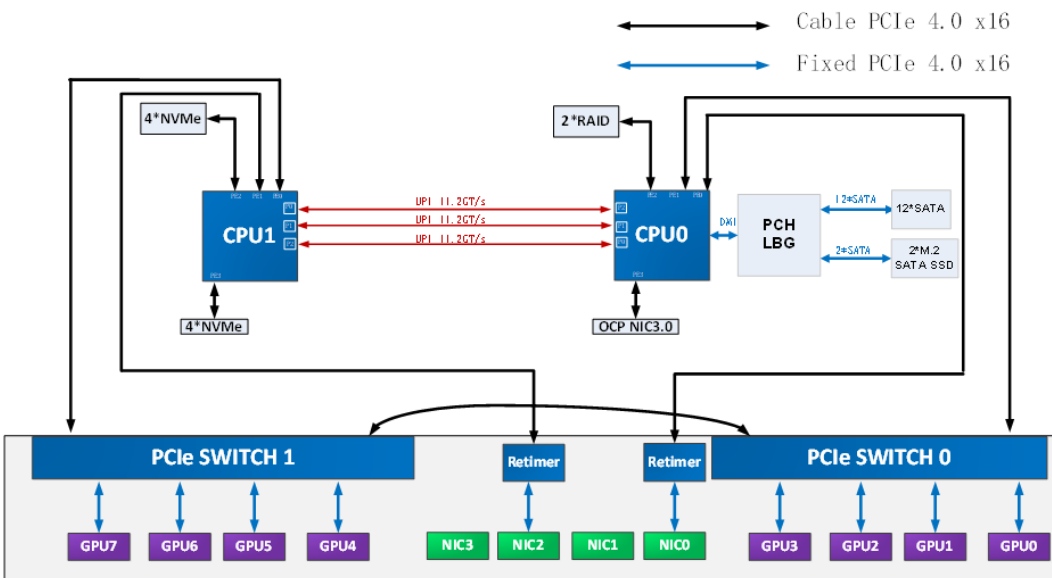 Cable PCIe 4.0 x16
Fixed PCIe 4.0 x16
4*NVMe
2*RAID
PE2 PE1 PE0
PE2 PE1 PE0
CPU1
UPI 11.2GT/s
UPI 11.2GT/s
UPI 11.2GT/s
CPU0
DMI
PCH
LBG
12*SATA
12*SATA
2*SATA
2*M.2
SATA SSD
PE3
PE3
4*NVMe
OCP NIC3.0
PCIe SWITCH 1
Retimer
Retimer
PCIe SWITCH 0
GPU7
GPU6
GPU5
GPU4
NIC3
NIC2
NIC1
NIC0
GPU3
GPU2
GPU1
GPU0